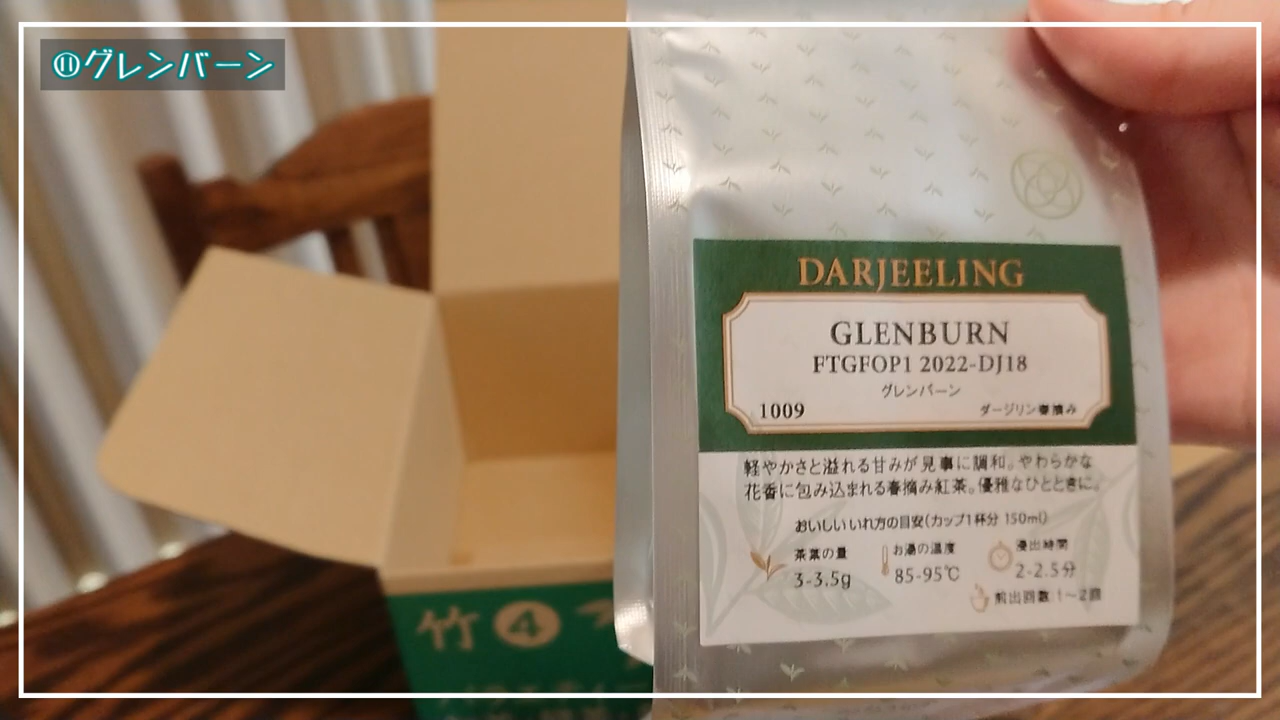 ⑪グレンバーン
DARJEELING
GLENBURN
FTGFOP1 2022-DJ18
グレンバーン
1009 ダージリン春摘み
軽やかさと溢れる甘みが見事に調和。やわらかな
花香に包み込まれる春摘み紅茶。優雅なひとときに。
おいしいいれ方の目安(カップ1杯分 150ml)
茶葉の量 お湯の温度 浸出時間
3-3.5g 85-95℃ 2-2.5分
煎出回数:1〜2回
竹④